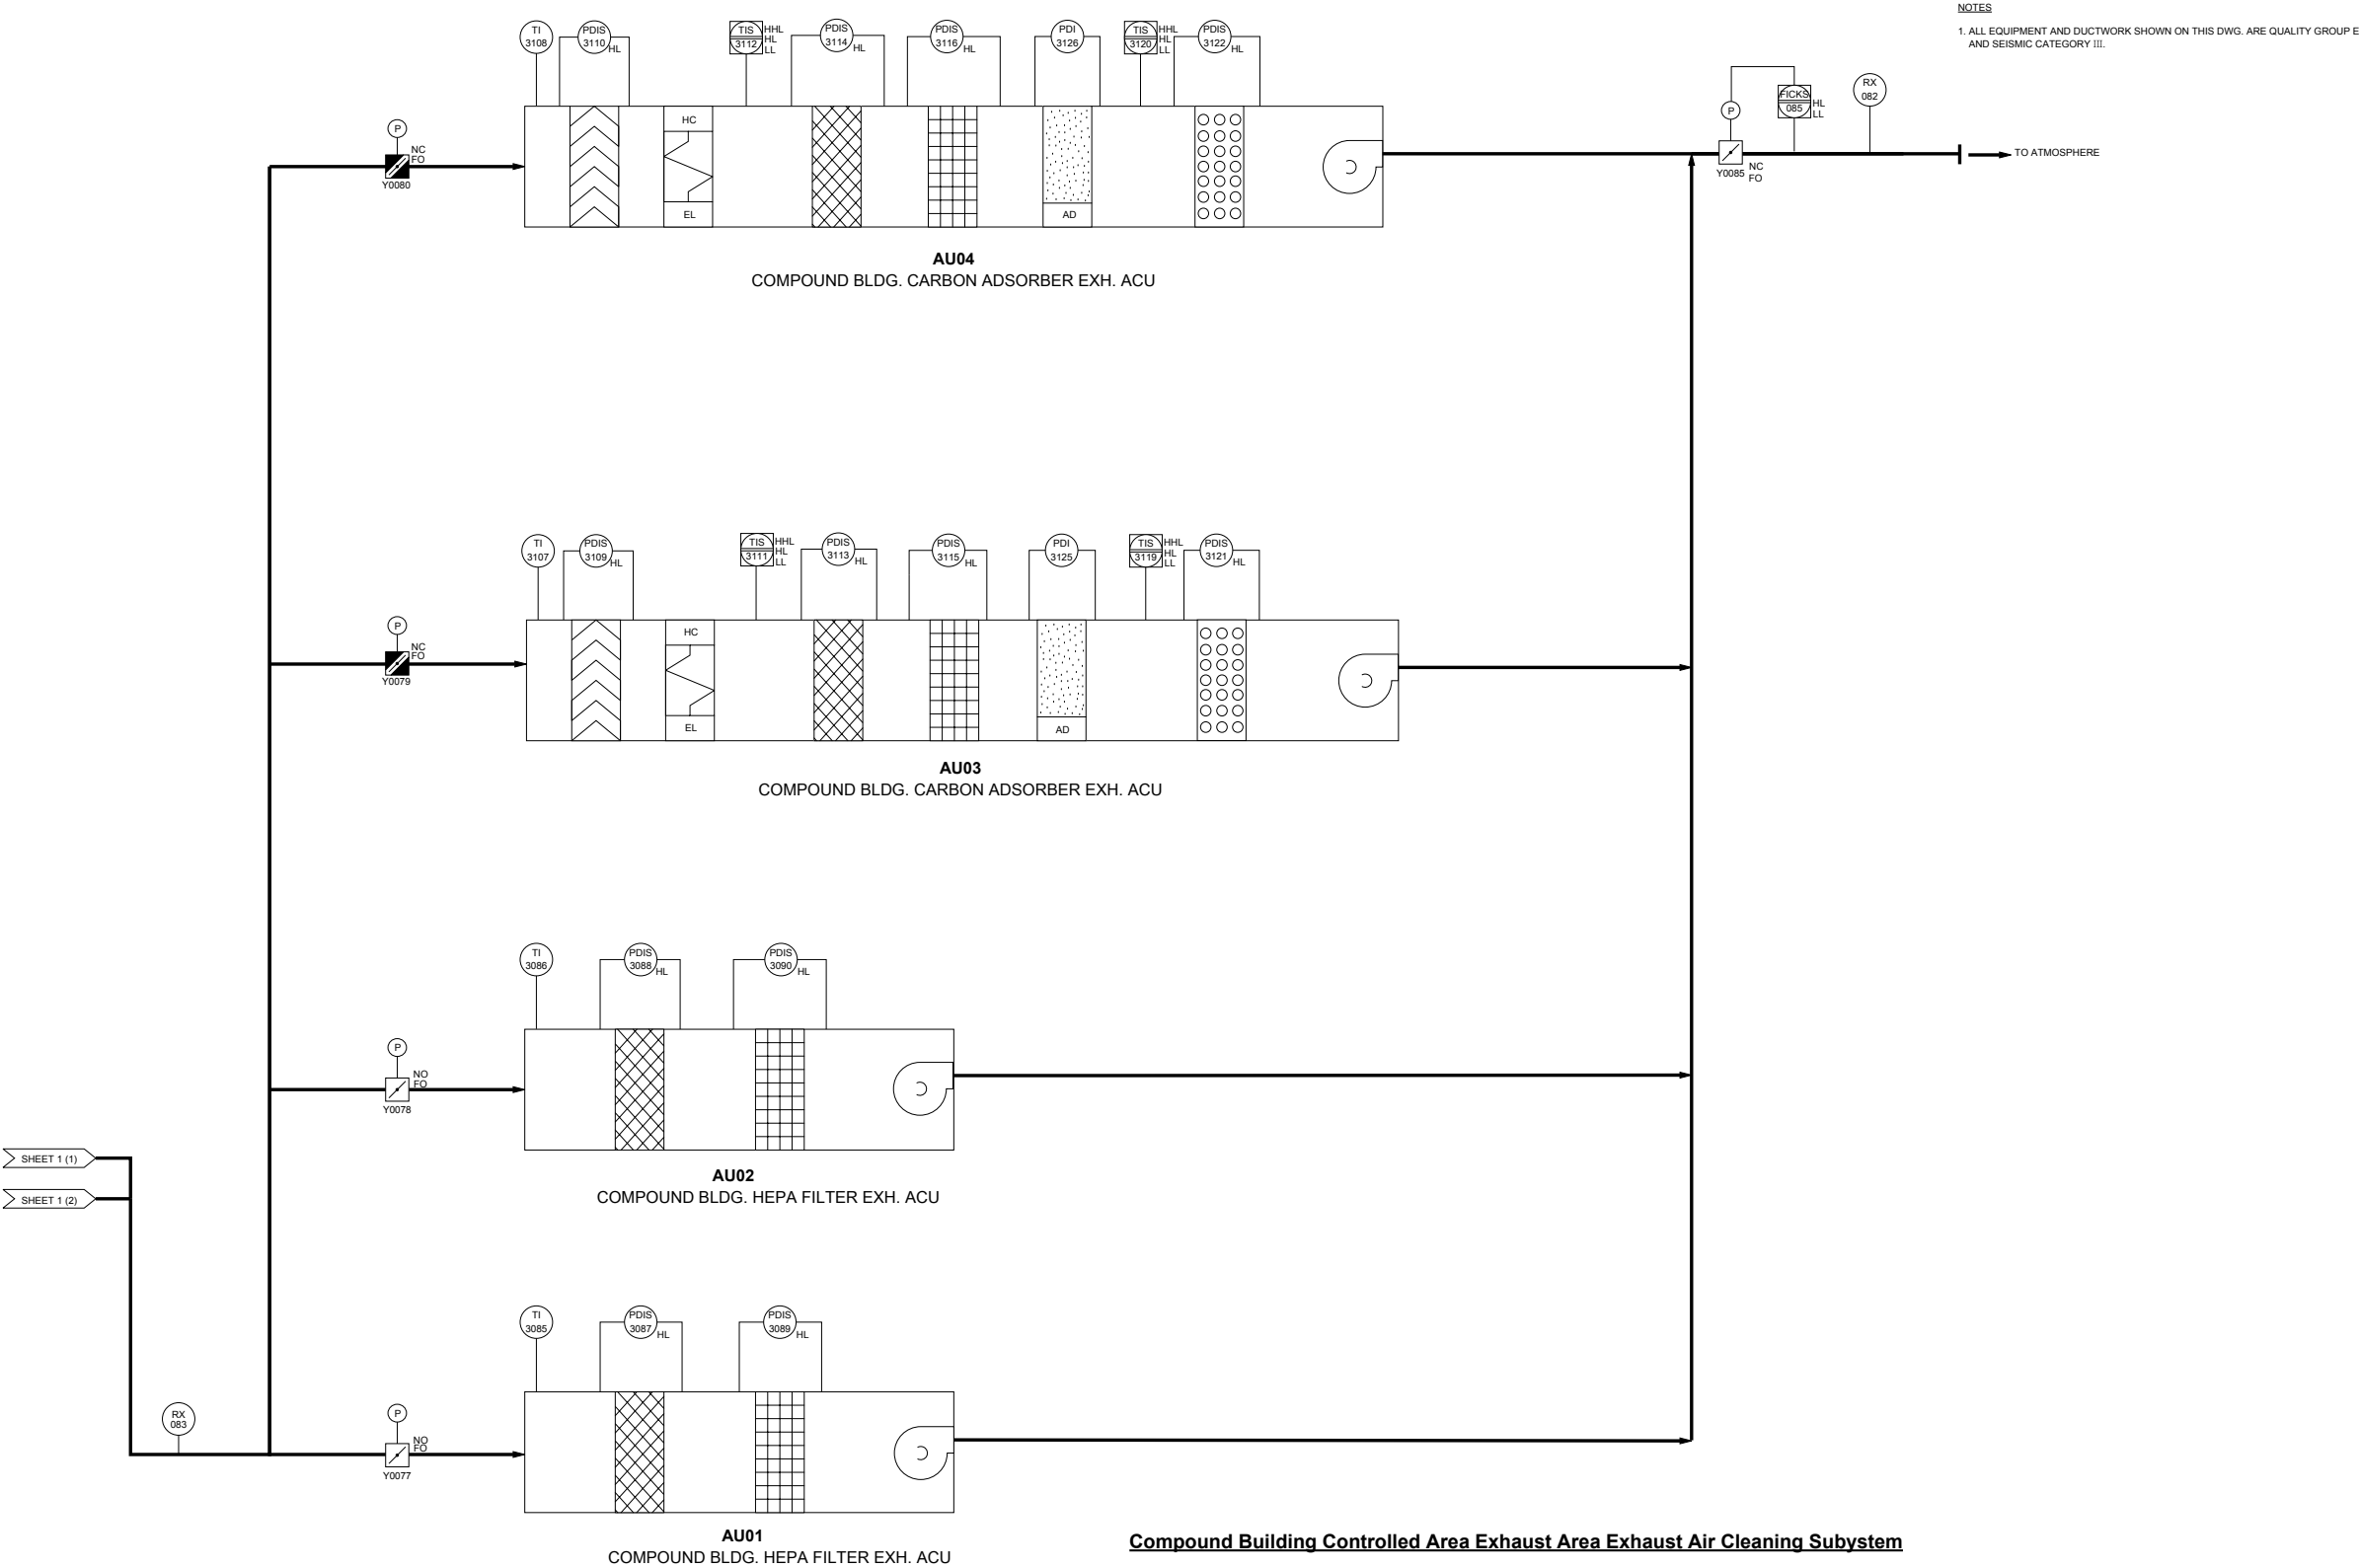 NOTES
1. ALL EQUIPMENT AND DUCTWORK SHOWN ON THIS DWG. ARE QUALITY GROUP E
AND SEISMIC CATEGORY III.
TI
3108
PDIS
3110
HL
TIS
3112
HHL
HL
LL
PDIS
3114
HL
PDIS
3116
HL
PDI
3126
TIS
3120
HHL
HL
LL
PDIS
3122
HL
P
FICKS
085
HL
LL
RX
082
Y0085
NC
FO
TO ATMOSPHERE
P
NC
FO
Y0080
HC
EL
AD
AU04
COMPOUND BLDG. CARBON ADSORBER EXH. ACU
TI
3107
PDIS
3109
HL
TIS
3111
HHL
HL
LL
PDIS
3113
HL
PDIS
3115
HL
PDI
3125
TIS
3119
HHL
HL
LL
PDIS
3121
HL
P
NC
FO
Y0079
HC
EL
AD
AU03
COMPOUND BLDG. CARBON ADSORBER EXH. ACU
TI
3086
PDIS
3088
HL
PDIS
3090
HL
P
NO
FO
Y0078
SHEET 1 (1)
SHEET 1 (2)
AU02
COMPOUND BLDG. HEPA FILTER EXH. ACU
TI
3085
PDIS
3087
HL
PDIS
3089
HL
RX
083
P
NO
FO
Y0077
AU01
COMPOUND BLDG. HEPA FILTER EXH. ACU
Compound Building Controlled Area Exhaust Area Exhaust Air Cleaning Subystem